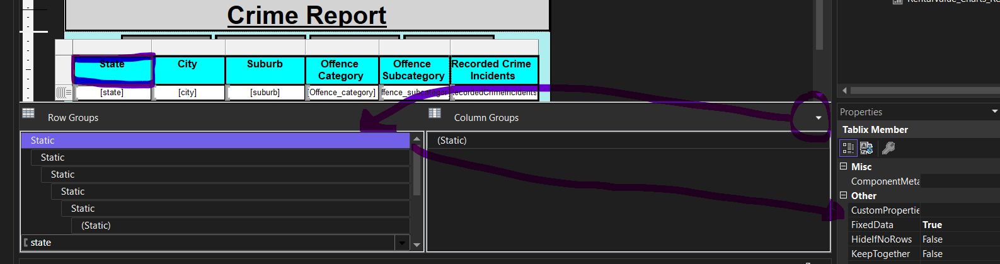 RentalValue_Charts_Re
Crime Report
State City Suburb Offence Category Offence Subcategory Recorded Crime Incidents
[state] [city] [suburb] [Offence_category] ffence_subcategor ecordedCrimeIncidents
Row Groups
Column Groups
Static
Static
Static
Static
Static
(Static)
state
(Static)
Properties
Tablix Member
Misc
ComponentMeta
Other
CustomPropertie
FixedData True
HideIfNoRows False
KeepTogether False